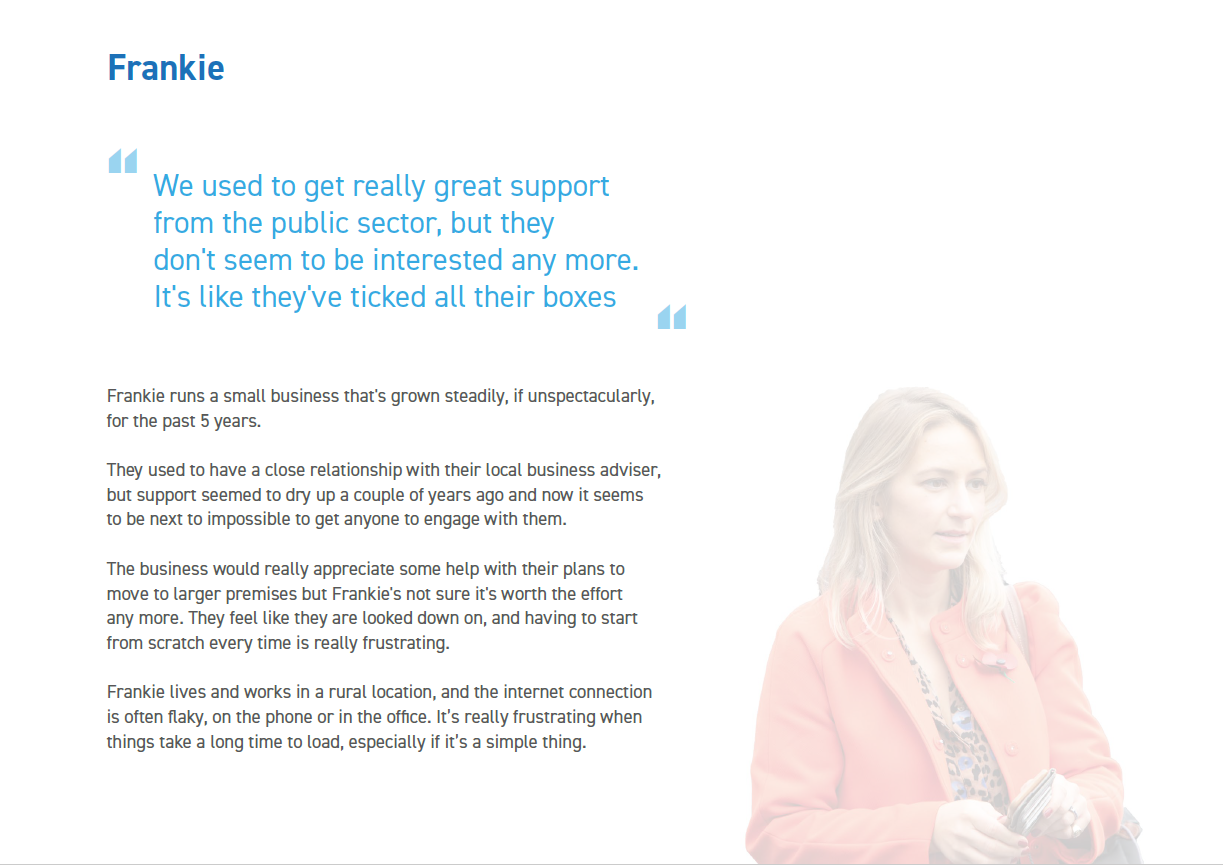 Frankie
“
We used to get really great support
from the public sector, but they
don't seem to be interested any more.
It's like they've ticked all their boxes
“
Frankie runs a small business that's grown steadily, if unspectacularly,
for the past 5 years.
They used to have a close relationship with their local business adviser,
but support seemed to dry up a couple of years ago and now it seems
to be next to impossible to get anyone to engage with them.
The business would really appreciate some help with their plans to
move to larger premises but Frankie's not sure it's worth the effort
any more. They feel like they are looked down on, and having to start
from scratch every time is really frustrating.
Frankie lives and works in a rural location, and the internet connection
is often flaky, on the phone or in the office. It’s really frustrating when
things take a long time to load, especially if it’s a simple thing.